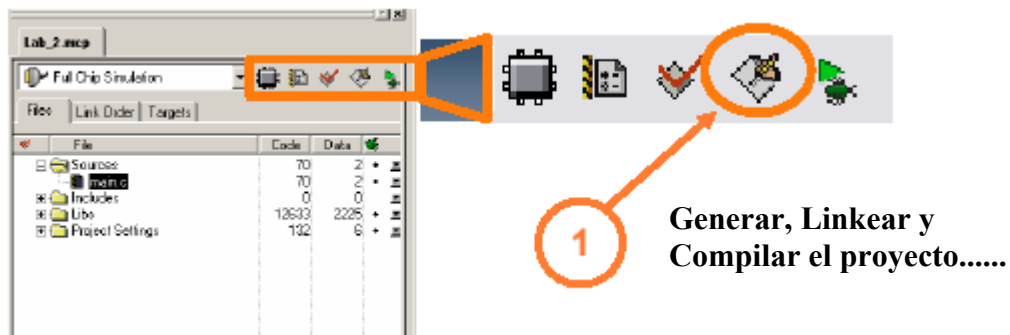 Lab_2.mcp
Full Chip Simulation
Files Link Order Targets
File Code Data
Sources 70 2
main.c 70 2
Includes 0 0
Libs 12633 2225
Project Settings 132 6
1
Generar, Linkear y
Compilar el proyecto......